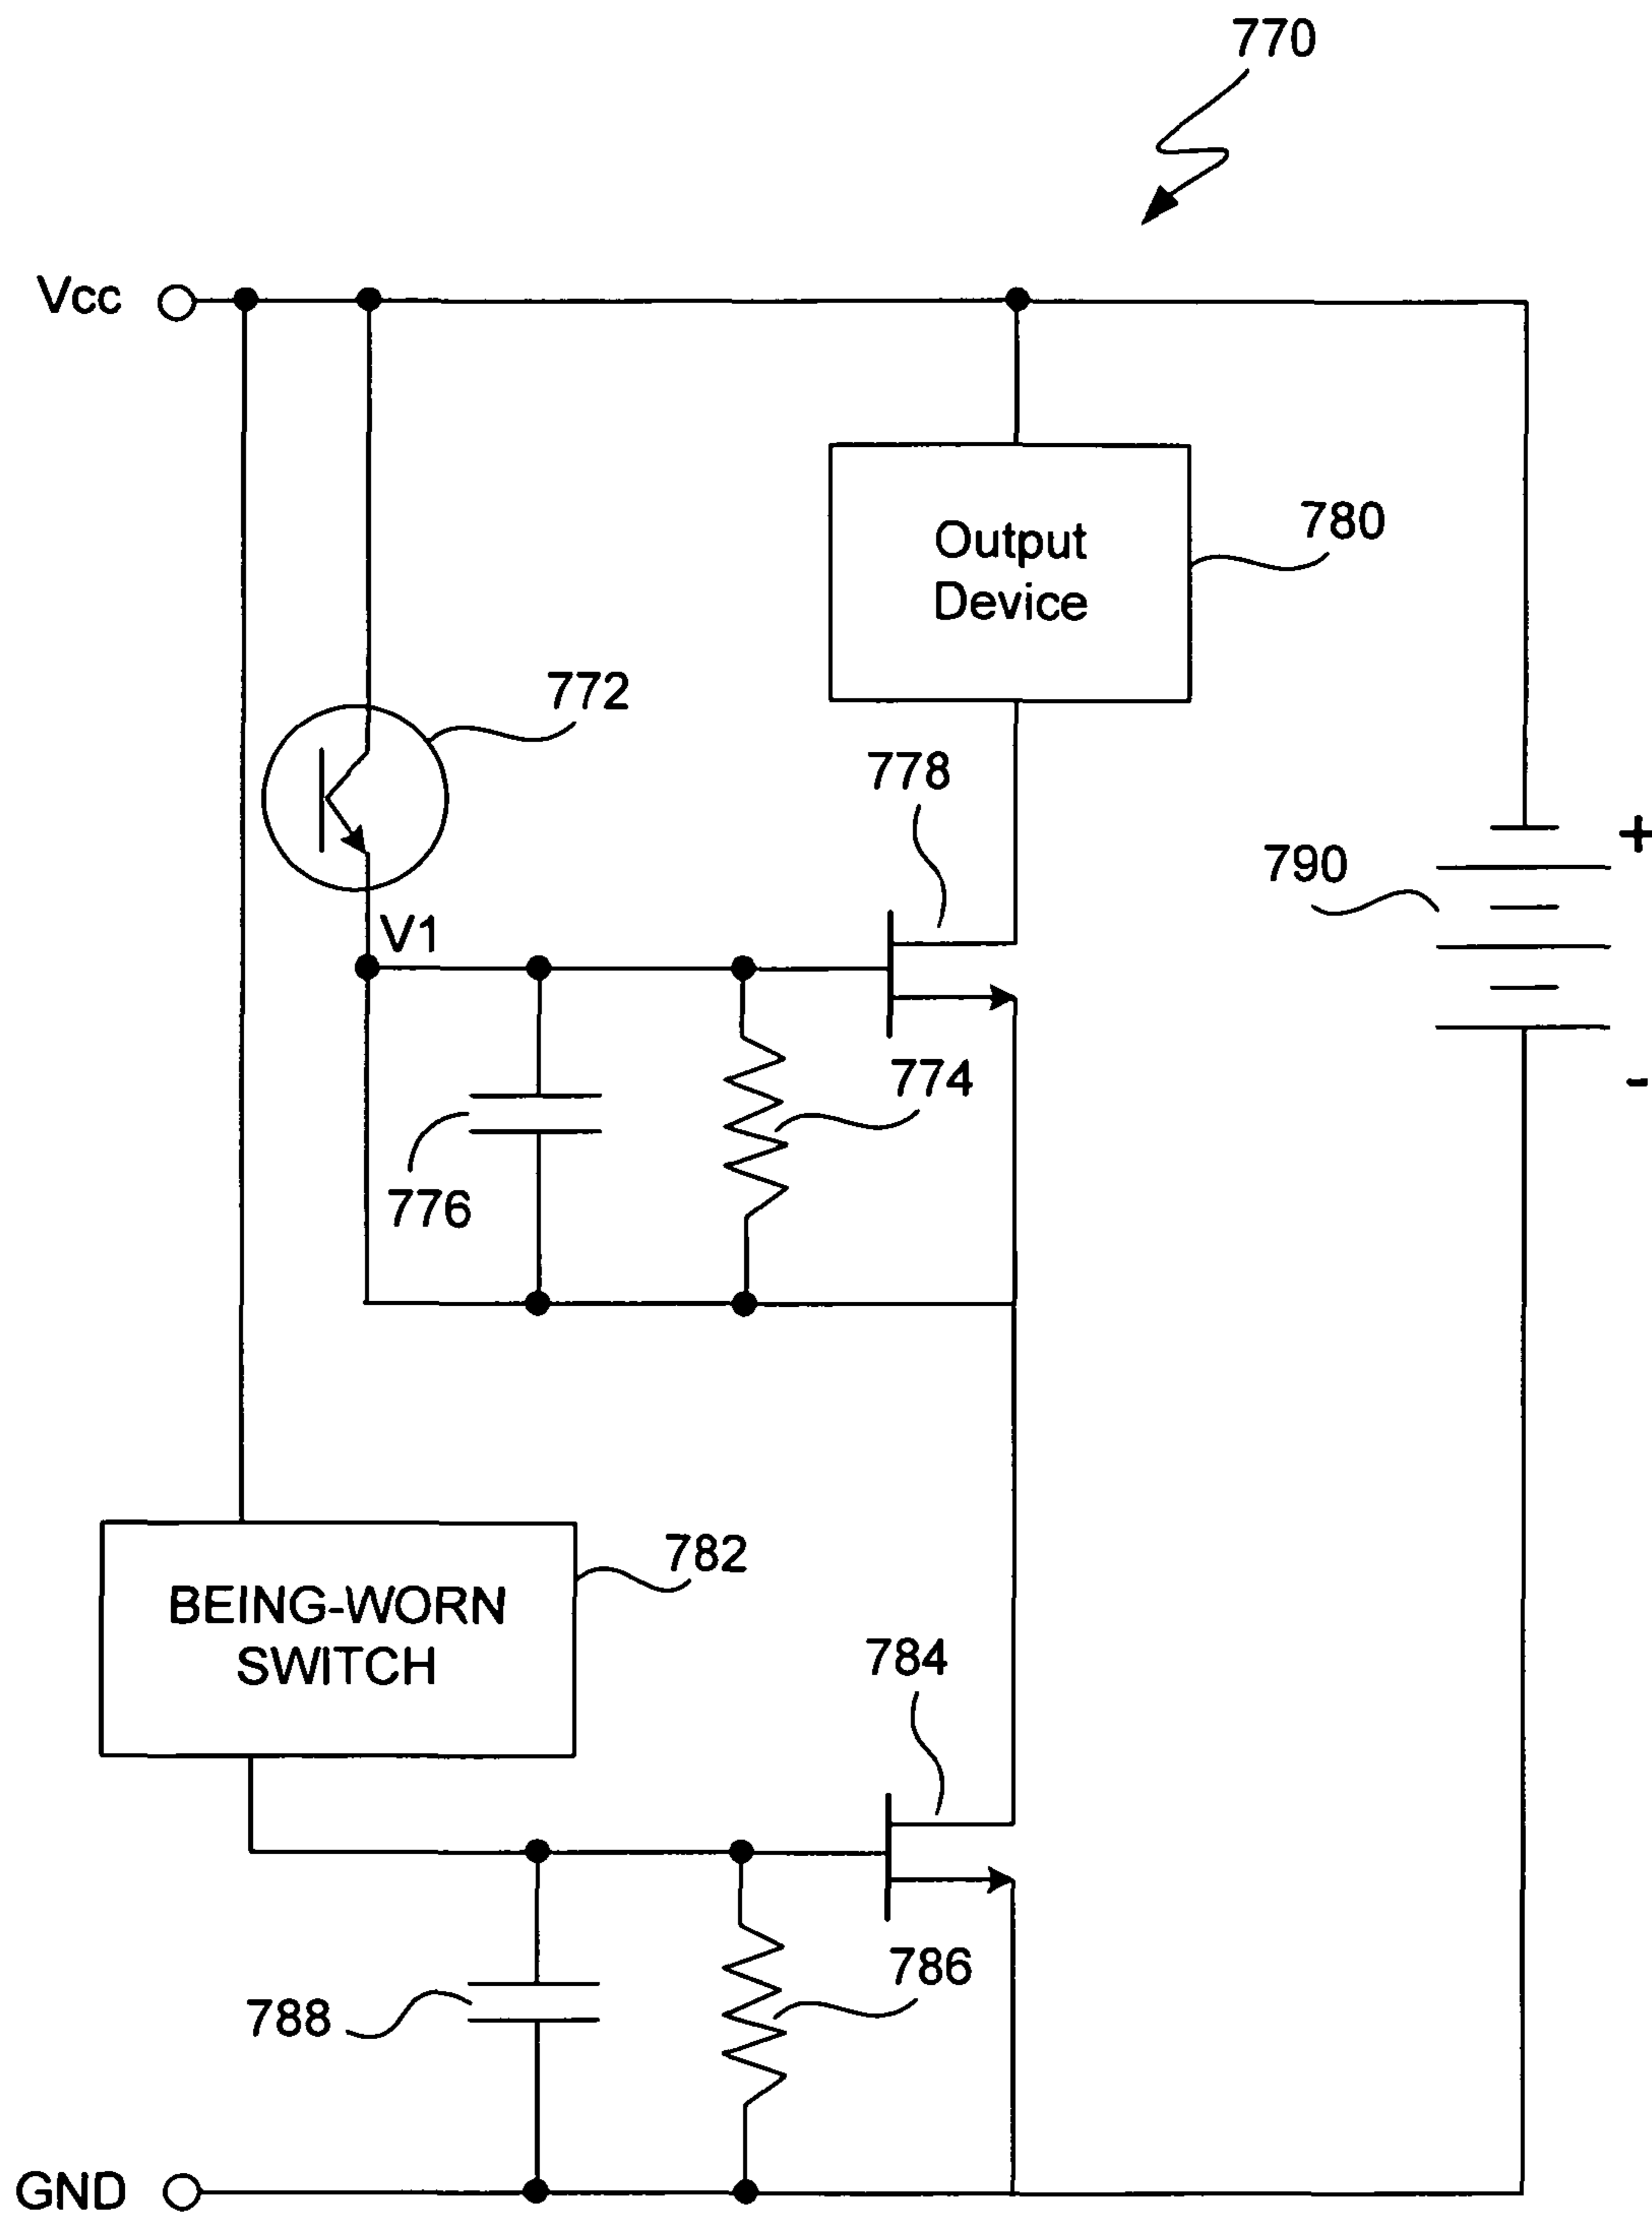 770
Vcc
Output
Device
780
772
778
V1
790
+
-
774
776
782
BEING-WORN
SWITCH
784
786
788
GND